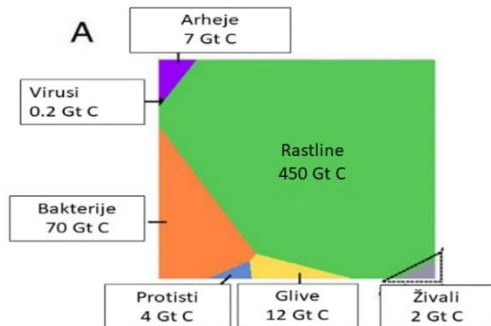 A
Arheje
7 Gt C
Virusi
0.2 Gt C
Rastline
450 Gt C
Bakterije
70 Gt C
Protisti
4 Gt C
Glive
12 Gt C
Živali
2 Gt C